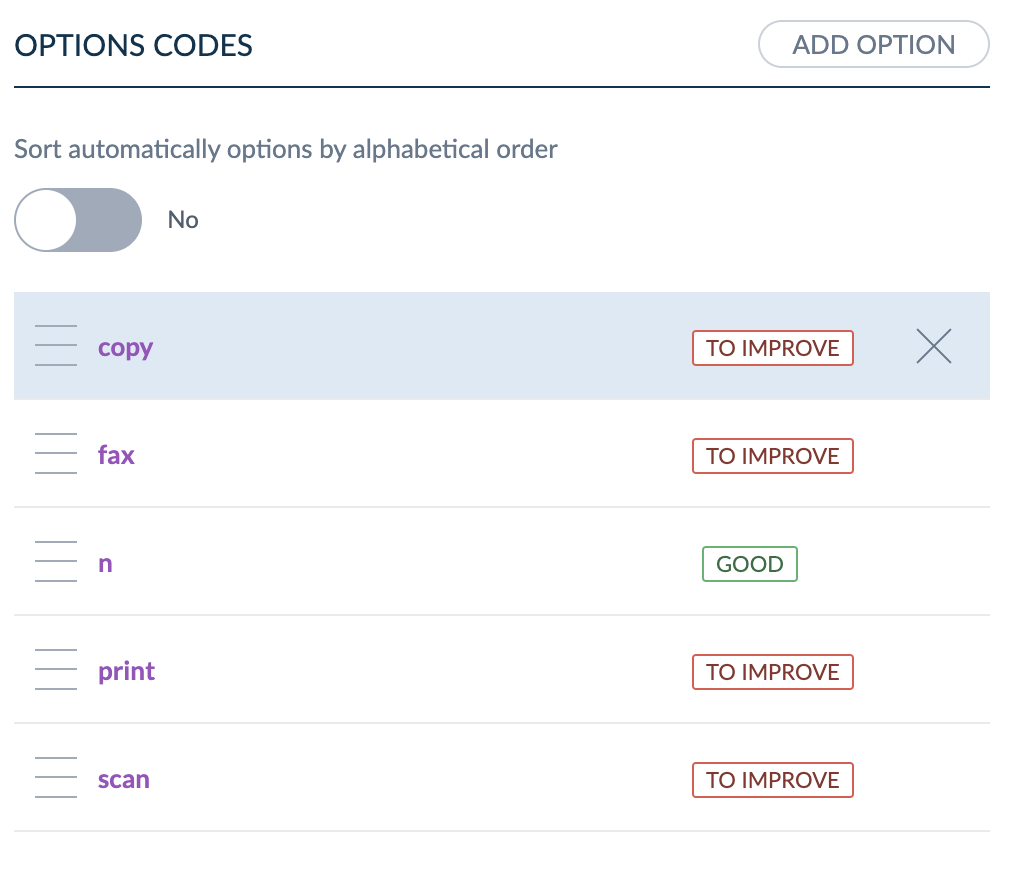 OPTIONS CODES ADD OPTION
Sort automatically options by alphabetical order
No
copy TO IMPROVE
fax TO IMPROVE
n GOOD
print TO IMPROVE
scan TO IMPROVE